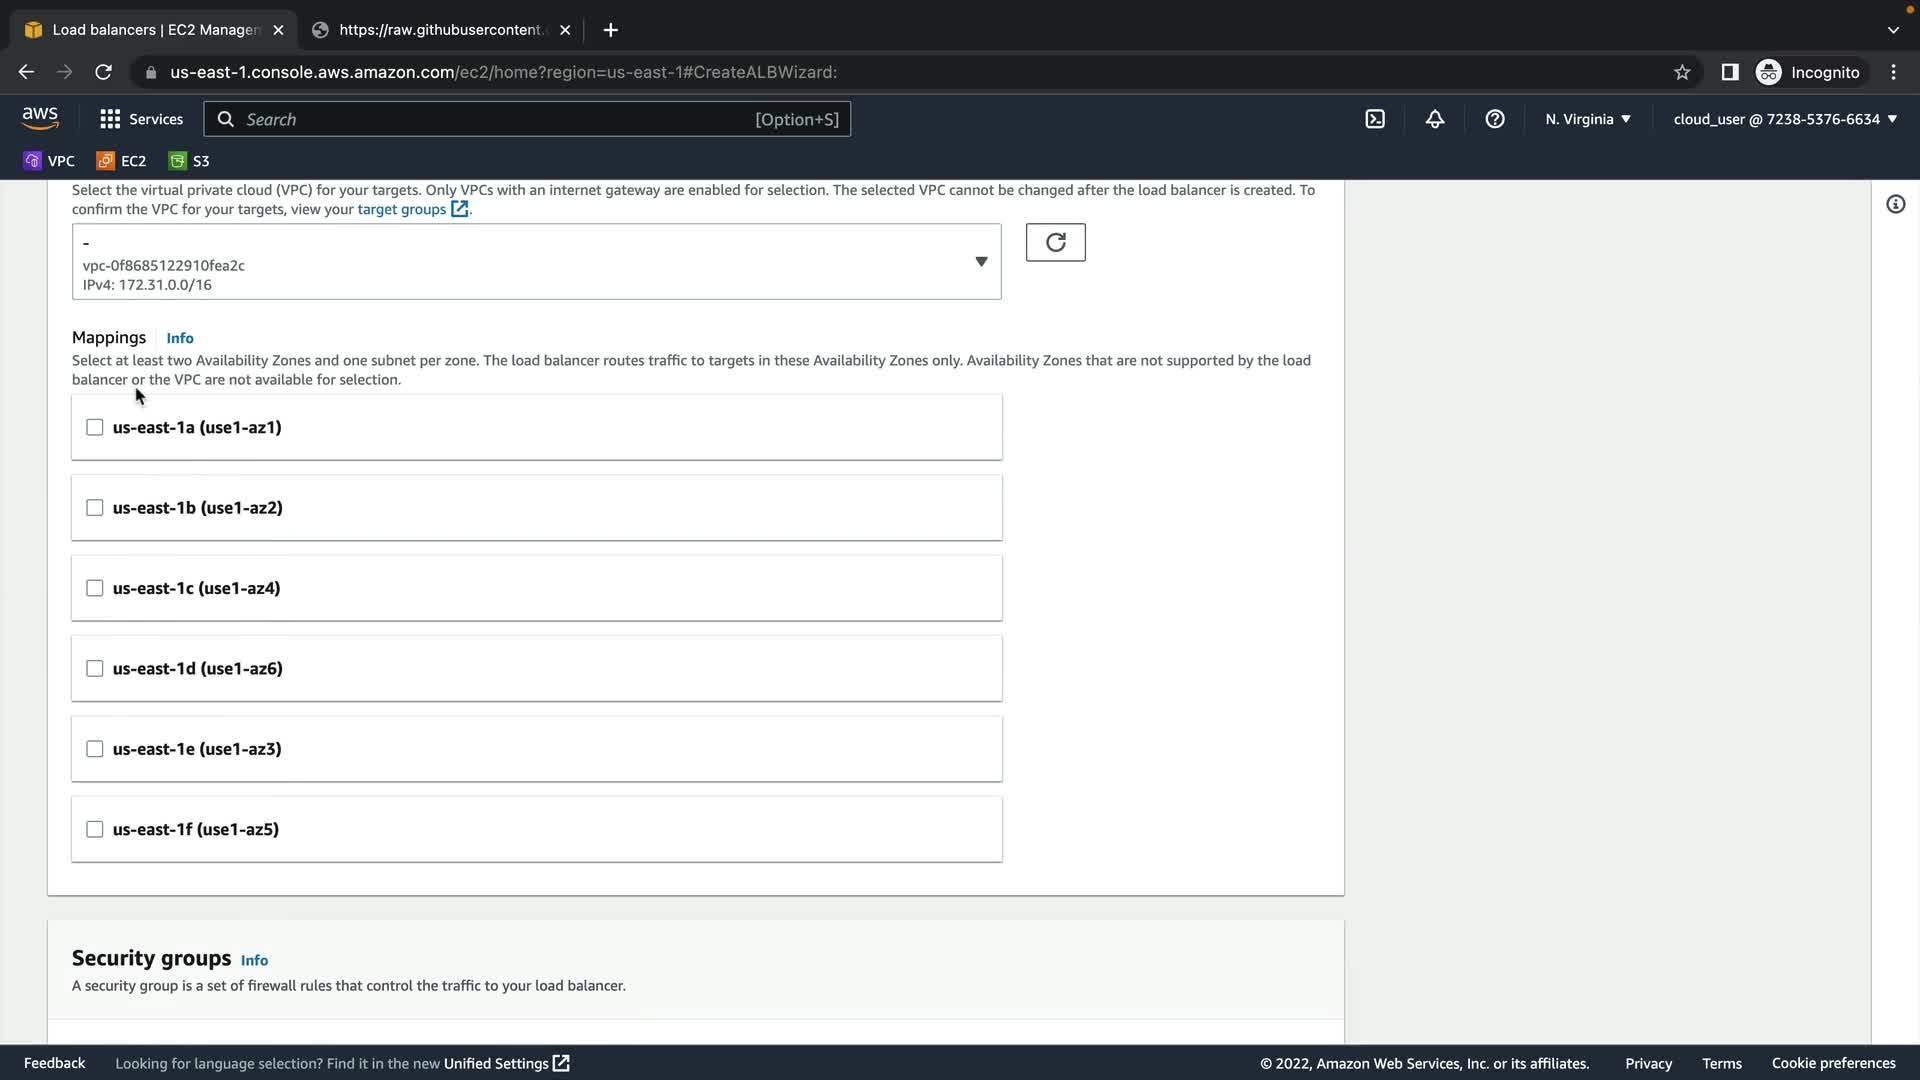 Load balancers | EC2 Manager
https://raw.githubusercontent.
us-east-1.console.aws.amazon.com/ec2/home?region=us-east-1#CreateALBWizard:
Incognito
aws
Services
Search
[Option+S]
N. Virginia
cloud_user @ 7238-5376-6634
VPC
EC2
S3
Select the virtual private cloud (VPC) for your targets. Only VPCs with an internet gateway are enabled for selection. The selected VPC cannot be changed after the load balancer is created. To
confirm the VPC for your targets, view your target groups.
-
vpc-0f8685122910fea2c
IPv4: 172.31.0.0/16
Mappings Info
Select at least two Availability Zones and one subnet per zone. The load balancer routes traffic to targets in these Availability Zones only. Availability Zones that are not supported by the load
balancer or the VPC are not available for selection.
us-east-1a (use1-az1)
us-east-1b (use1-az2)
us-east-1c (use1-az4)
us-east-1d (use1-az6)
us-east-1e (use1-az3)
us-east-1f (use1-az5)
Security groups Info
A security group is a set of firewall rules that control the traffic to your load balancer.
Feedback
Looking for language selection? Find it in the new Unified Settings
© 2022, Amazon Web Services, Inc. or its affiliates.
Privacy
Terms
Cookie preferences